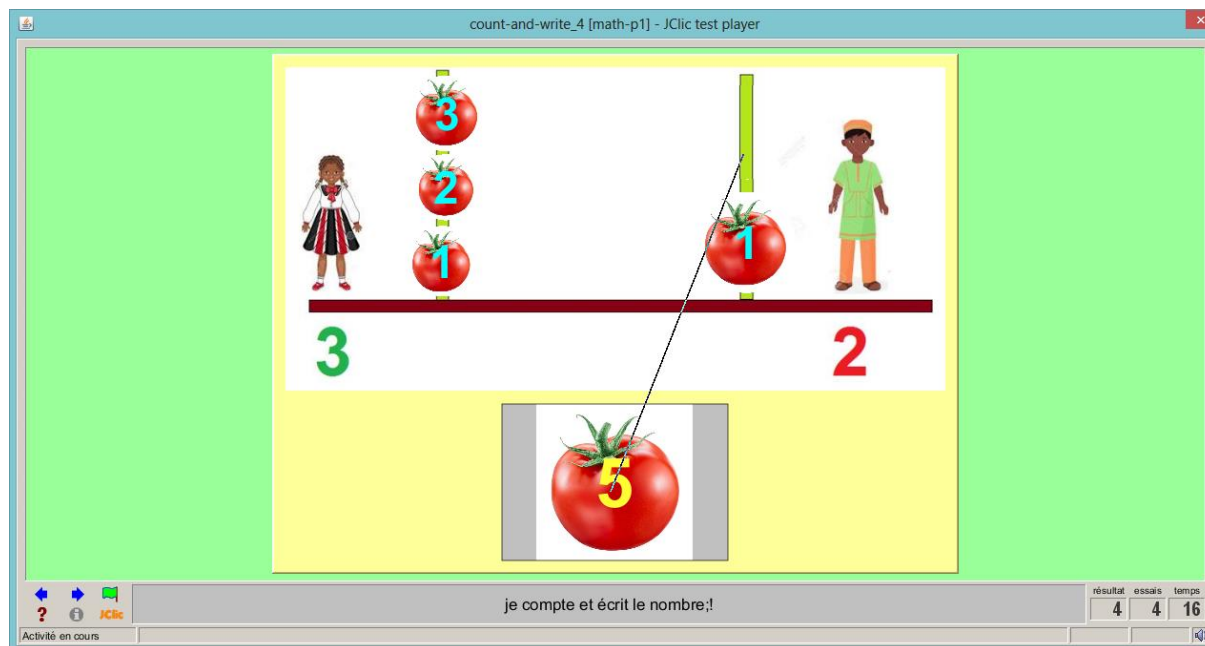 count-and-write_4 [math-p1] - JClic test player
3
2
1
1
3
2
5
je compte et écrit le nombre;!
résultat essais temps
4 4 16
? i JClic
Activité en cours